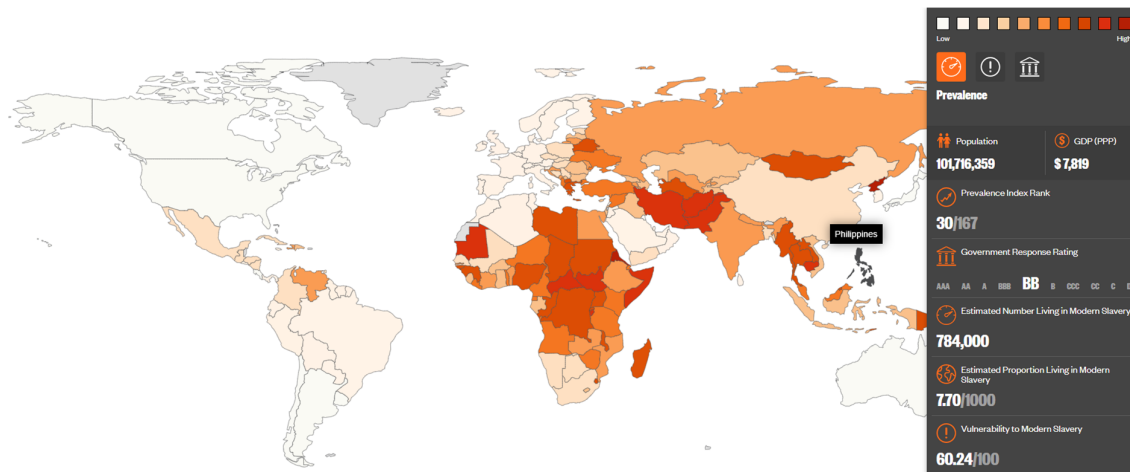 Low
High
Prevalence
Population
GDP (PPP)
101,716,359
$ 7,819
Prevalence Index Rank
30/167
Philippines
Government Response Rating
AAA AA A BBB BB B CCC CC C
Estimated Number Living in Modern Slavery
784,000
Estimated Proportion Living in Modern
Slavery
7.70/1000
Vulnerability to Modern Slavery
60.24/100